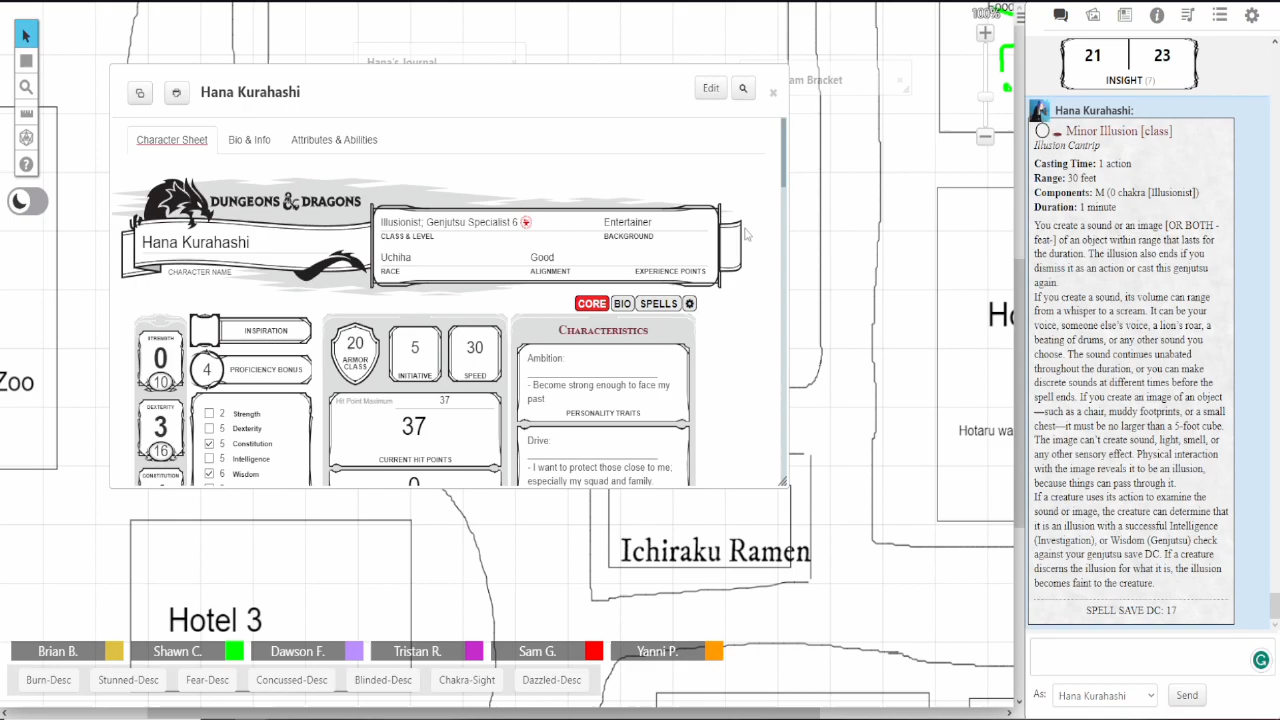 100%
Hana's Journal
am Bracket
Hana Kurahashi
Edit
Character Sheet
Bio & Info
Attributes & Abilities
DUNGEONS & DRAGONS
Illusionist; Genjutsu Specialist 6
Entertainer
CLASS & LEVEL
BACKGROUND
Hana Kurahashi
CHARACTER NAME
Uchiha
Good
RACE
ALIGNMENT
EXPERIENCE POINTS
CORE
BIO
SPELLS
STRENGTH
0
10
DEXTERITY
3
16
CONSTITUTION
INSPIRATION
4
PROFICIENCY BONUS
2 Strength
5 Dexterity
5 Constitution
5 Intelligence
6 Wisdom
20
ARMOR
CLASS
5
INITIATIVE
30
SPEED
Hit Point Maximum 37
37
CURRENT HIT POINTS
0
CHARACTERISTICS
Ambition:
- Become strong enough to face my
past
PERSONALITY TRAITS
Drive:
- I want to protect those close to me,
especially my squad and family.
Zoo
Ho
Hotaru wa
Ichiraku Ramen
Hotel 3
Brian B.
Shawn C.
Dawson F.
Tristan R.
Sam G.
Yanni P.
Burn-Desc
Stunned-Desc
Fear-Desc
Concussed-Desc
Blinded-Desc
Chakra-Sight
Dazzled-Desc
21
23
INSIGHT (7)
Hana Kurahashi:
Minor Illusion [class]
Illusion Cantrip
Casting Time: 1 action
Range: 30 feet
Components: M (0 chakra [Illusionist])
Duration: 1 minute
You create a sound or an image [OR BOTH -
feat-] of an object within range that lasts for
the duration. The illusion also ends if you
dismiss it as an action or cast this genjutsu
again.
If you create a sound, its volume can range
from a whisper to a scream. It can be your
voice, someone else's voice, a lion's roar, a
beating of drums, or any other sound you
choose. The sound continues unabated
throughout the duration, or you can make
discrete sounds at different times before the
spell ends. If you create an image of an object
—such as a chair, muddy footprints, or a small
chest—it must be no larger than a 5-foot cube.
The image can't create sound, light, smell, or
any other sensory effect. Physical interaction
with the image reveals it to be an illusion,
because things can pass through it.
If a creature uses its action to examine the
sound or image, the creature can determine that
it is an illusion with a successful Intelligence
(Investigation), or Wisdom (Genjutsu) check
against your genjutsu save DC. If a creature
discerns the illusion for what it is, the illusion
becomes faint to the creature.
SPELL SAVE DC: 17
As:
Hana Kurahashi
Send